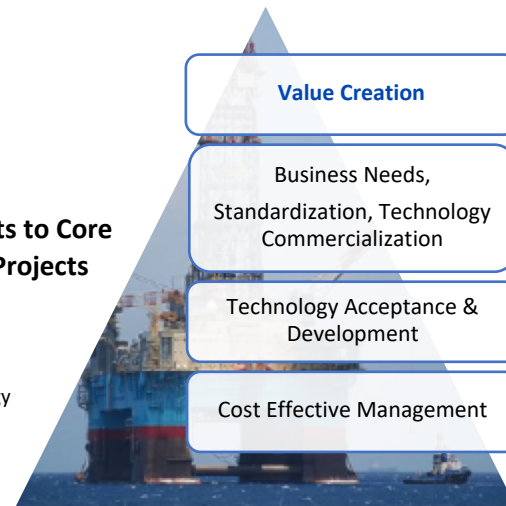 Value Creation
Business Needs,
Standardization, Technology
Commercialization
ts to Core
Projects
Technology Acceptance &
Development
Cost Effective Management